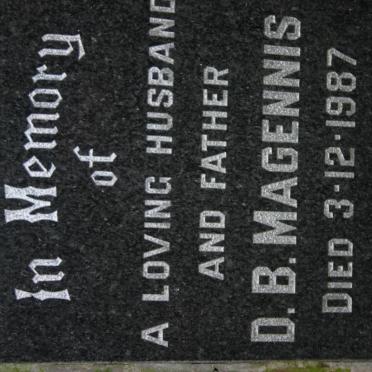 In Memory
of
A LOVING HUSBAND
AND FATHER
D. B. MAGENNIS
DIED 3·12·1987